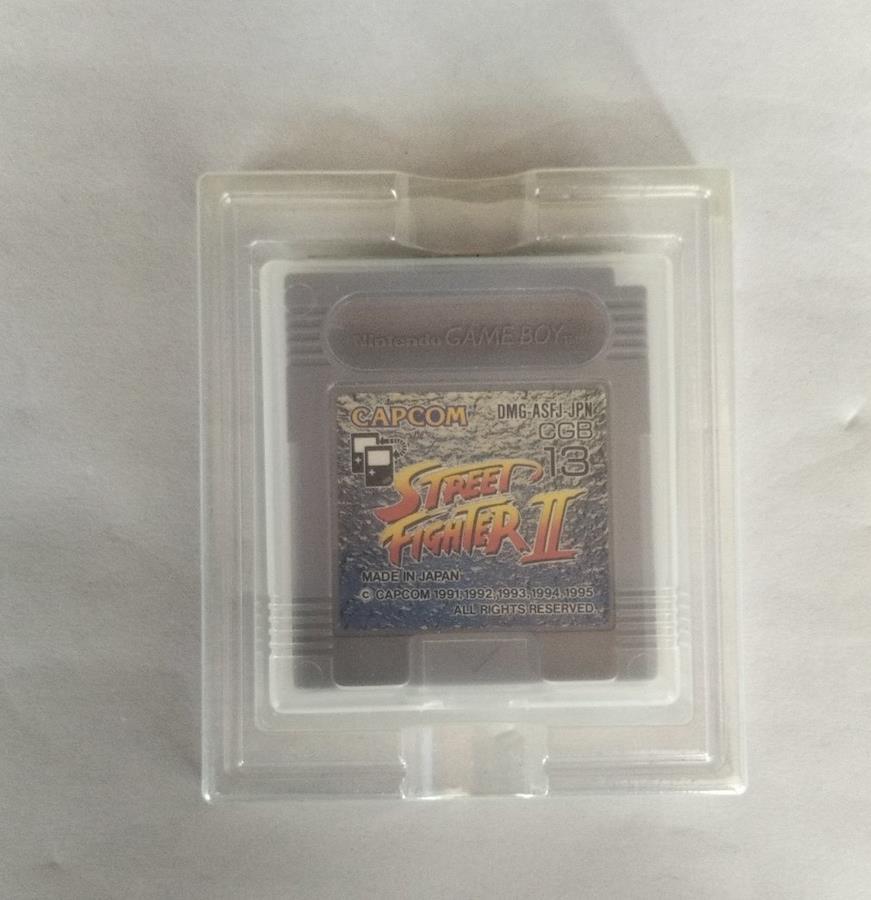 Nintendo GAME BOY TM
CAPCOM
DMG-ASFJ-JPN
CGB
13
STREET
FIGHTER II
MADE IN JAPAN
© CAPCOM 1991,1992,1993,1994,1995
ALL RIGHTS RESERVED.